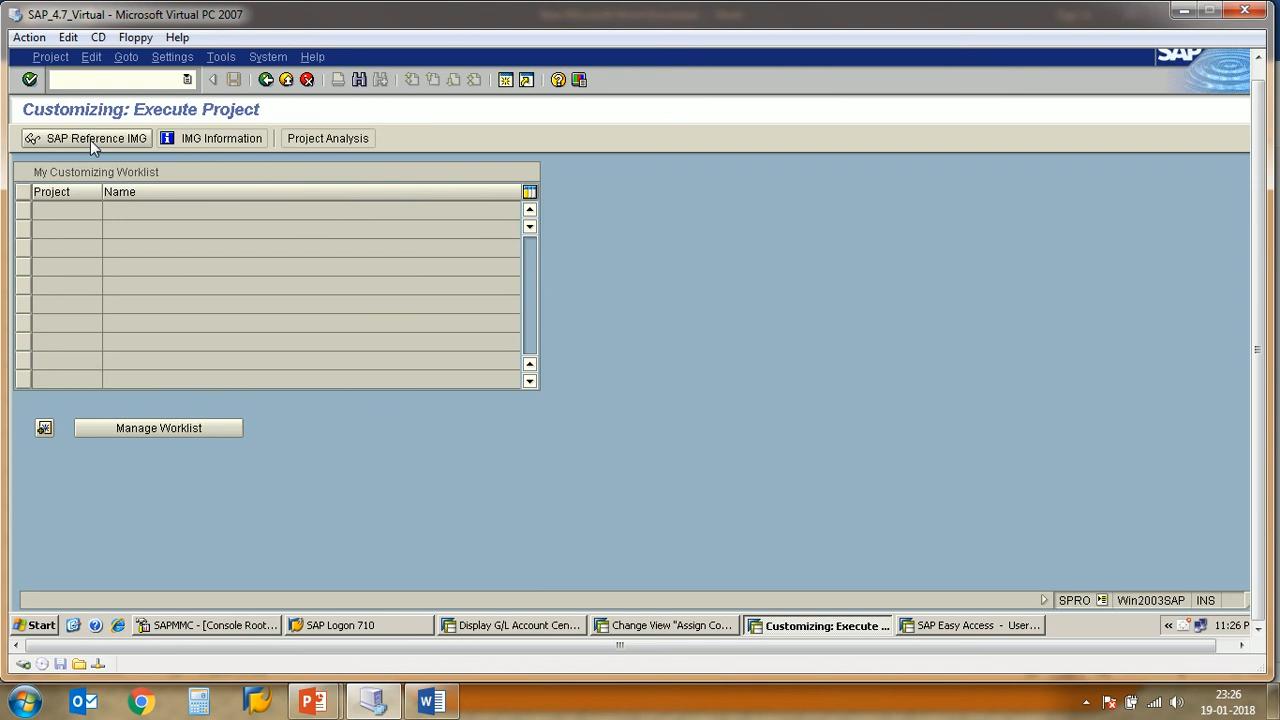 SAP_4.7_Virtual - Microsoft Virtual PC 2007
Action Edit CD Floppy Help
Project Edit Goto Settings Tools System Help
SAP
Customizing: Execute Project
SAP Reference IMG IMG Information Project Analysis
My Customizing Worklist
Project Name
Manage Worklist
SPRO Win2003SAP INS
Start SAPMMC - [Console Root... SAP Logon 710 Display G/L Account Cen... Change View "Assign Co... Customizing: Execute ... SAP Easy Access - User... « 11:26 PM
23:26
19-01-2018